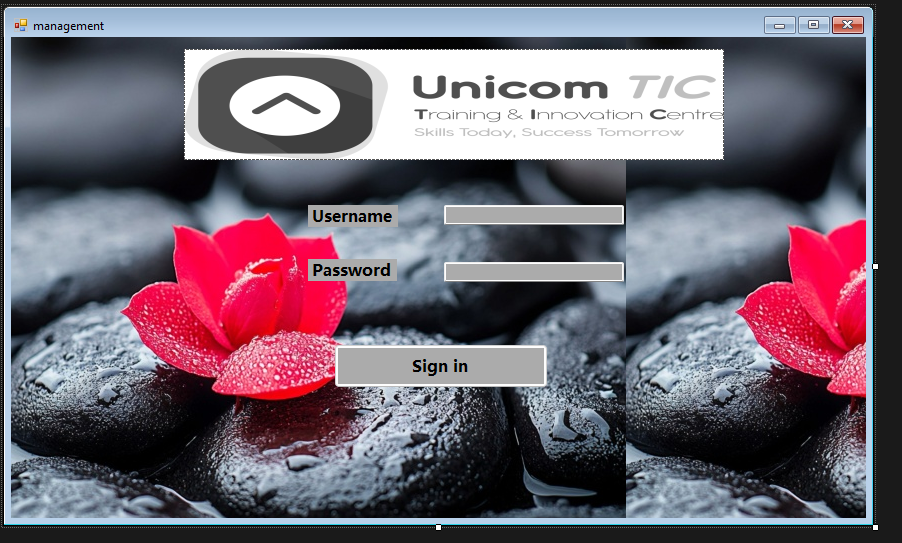 management
Unicom TIC
Training & Innovation Centre
Skills Today, Success Tomorrow
Username
Password
Sign in